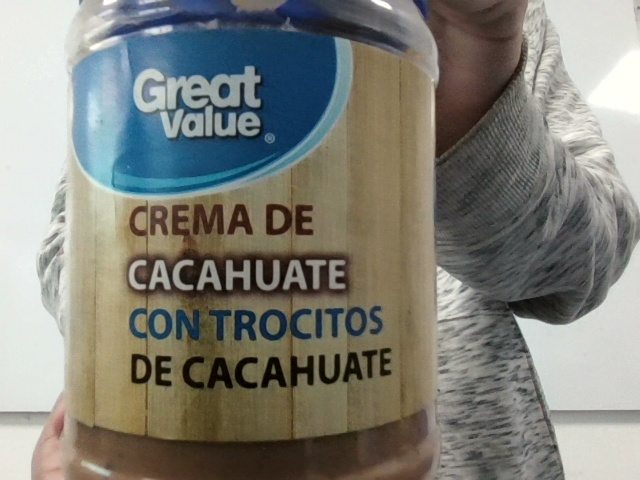 Great
Value®
CREMA DE
CACAHUATE
CON TROCITOS
DE CACAHUATE